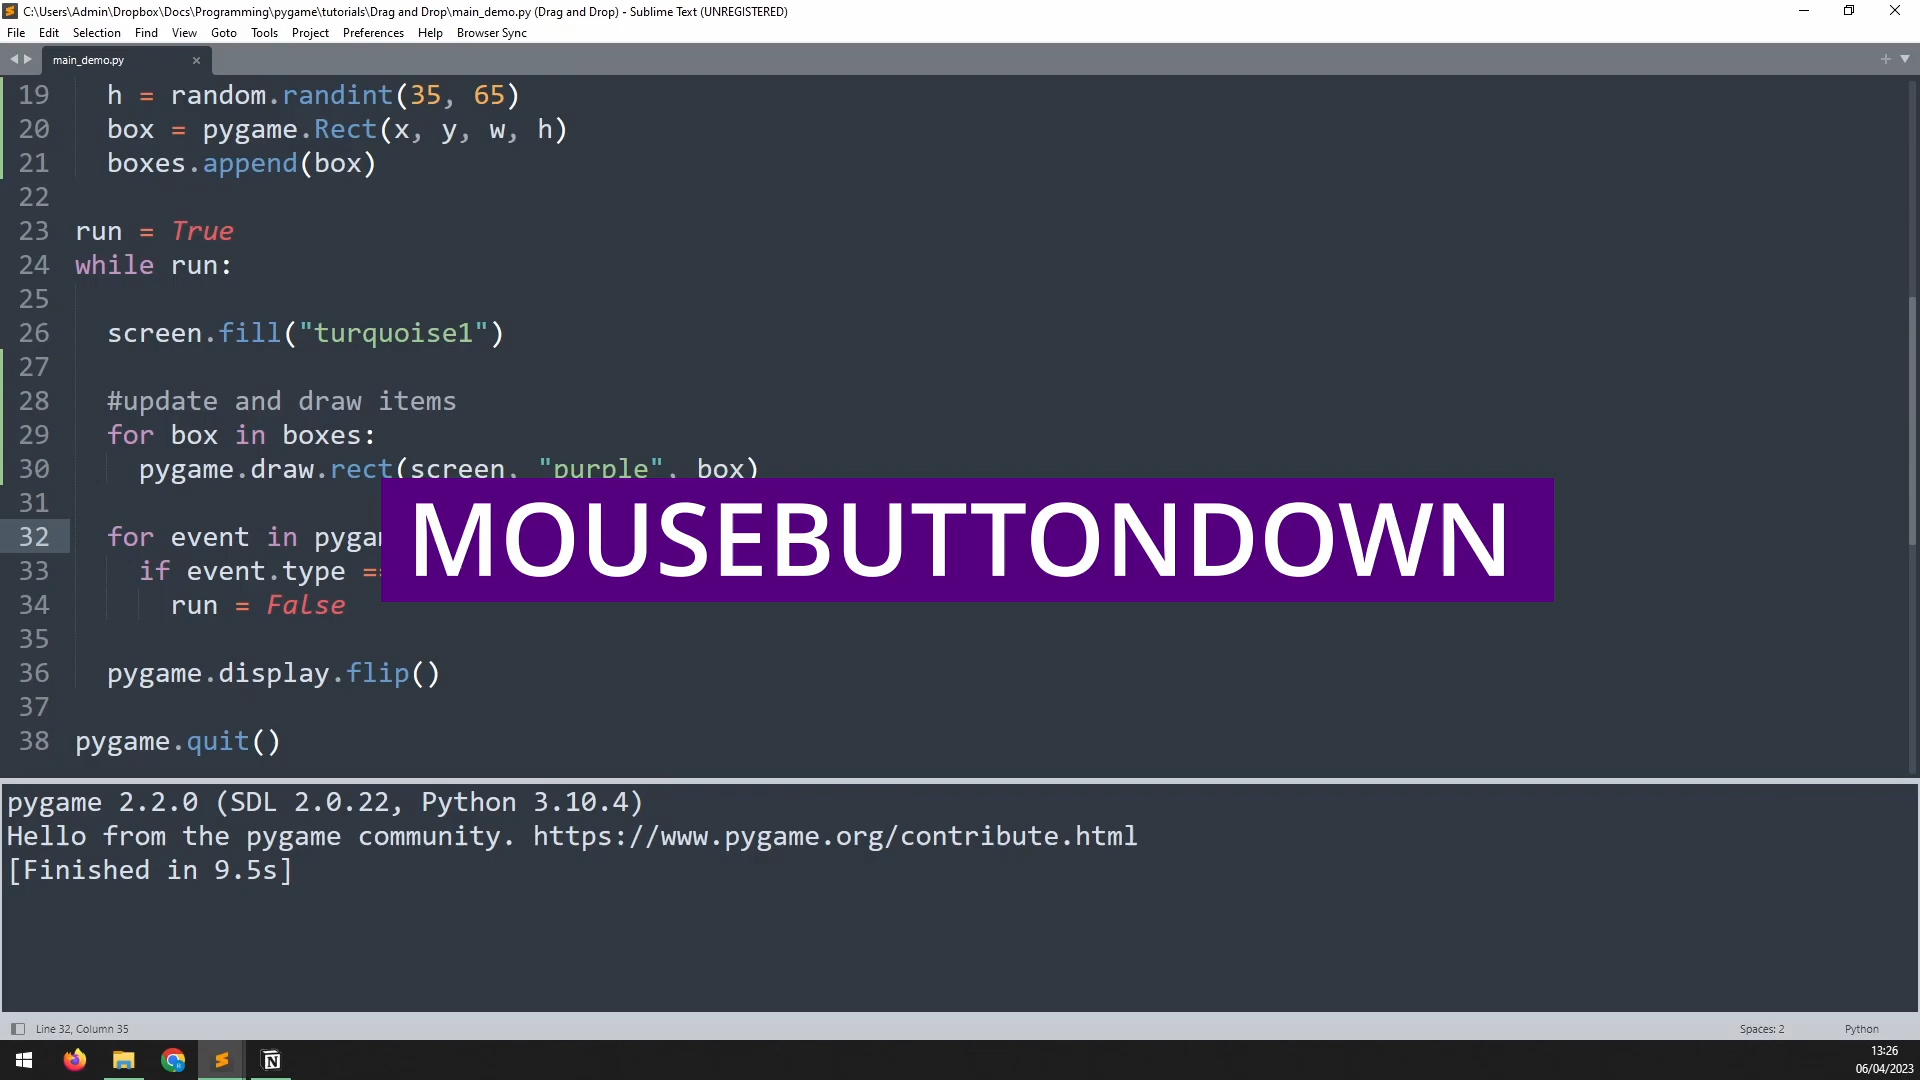 C:\Users\Admin\Dropbox\Docs\Programming\pygame\tutorials\Drag and Drop\main_demo.py (Drag and Drop) - Sublime Text (UNREGISTERED)
File Edit Selection Find View Goto Tools Project Preferences Help Browser Sync
main_demo.py
19 h = random.randint(35, 65)
20 box = pygame.Rect(x, y, w, h)
21 boxes.append(box)
22
23 run = True
24 while run:
25
26 screen.fill("turquoise1")
27
28 #update and draw items
29 for box in boxes:
30 pygame.draw.rect(screen, "purple", box)
31
32 for event in pygam
33 if event.type ==
34 run = False
MOUSEBUTTONDOWN
35
36 pygame.display.flip()
37
38 pygame.quit()
pygame 2.2.0 (SDL 2.0.22, Python 3.10.4)
Hello from the pygame community. https://www.pygame.org/contribute.html
[Finished in 9.5s]
Line 32, Column 35
Spaces: 2
Python
13:26
06/04/2023